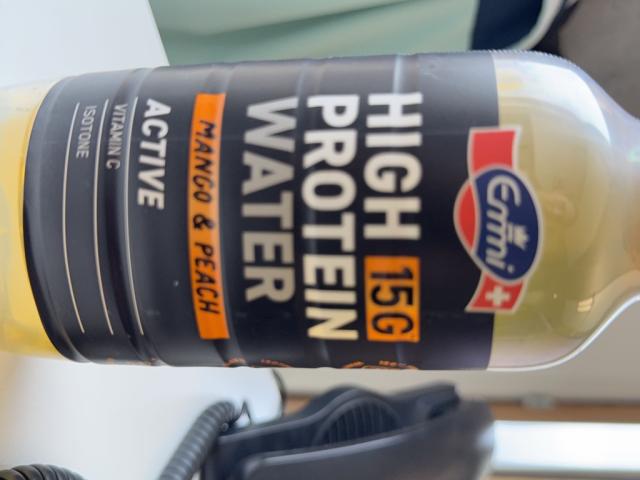 Emmi
HIGH 15G
PROTEIN
WATER
MANGO & PEACH
ACTIVE
VITAMIN C
ISOTONE